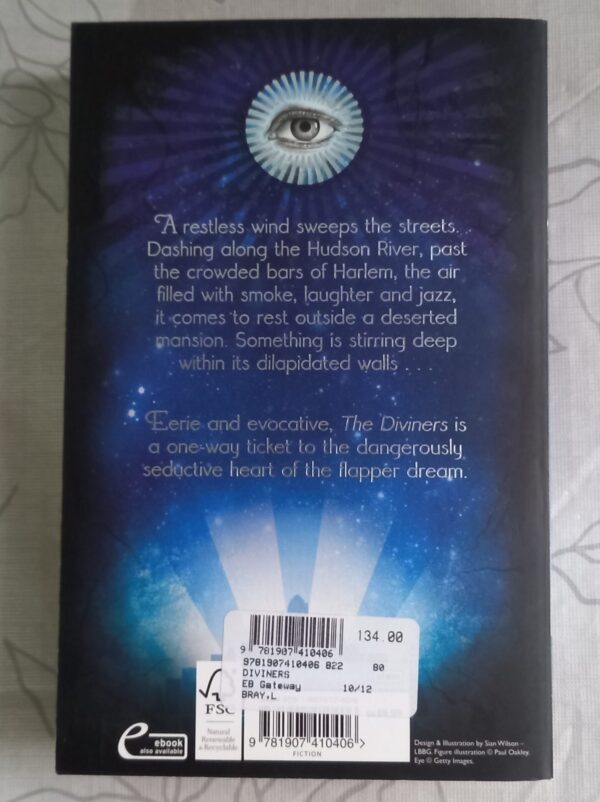 A restless wind sweeps the streets. .
Dashing along the Hudson River, past
the crowded bars of Harlem, the air
filled with smoke, laughter and jazz,
it comes to rest outside a deserted
mansion. Something is stirring deep
within its dilapidated walls . . .
Eerie and evocative, The Diviners is
a one-way ticket to the dangerously
seductive heart of the flapper dream.
134.00
9 781907 410406
9781907410406 822 80
DIVINERS
EB Gateway 10/12
BRAY,L
FSC
Natural
Renewable
& Recyclable
ebook
also available
9 781907 410406 >
FICTION
Design & Illustration by Sian Wilson –
LBBG. Figure illustration © Paul Oakley.
Eye © Getty Images.